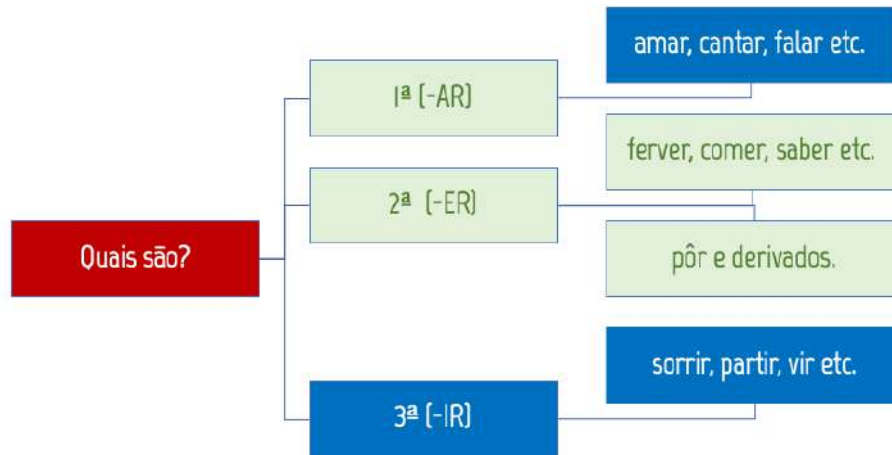 Quais são?
1ª (-AR)
amar, cantar, falar etc.
2ª (-ER)
ferver, comer, saber etc.
pôr e derivados.
3ª (-IR)
sorrir, partir, vir etc.